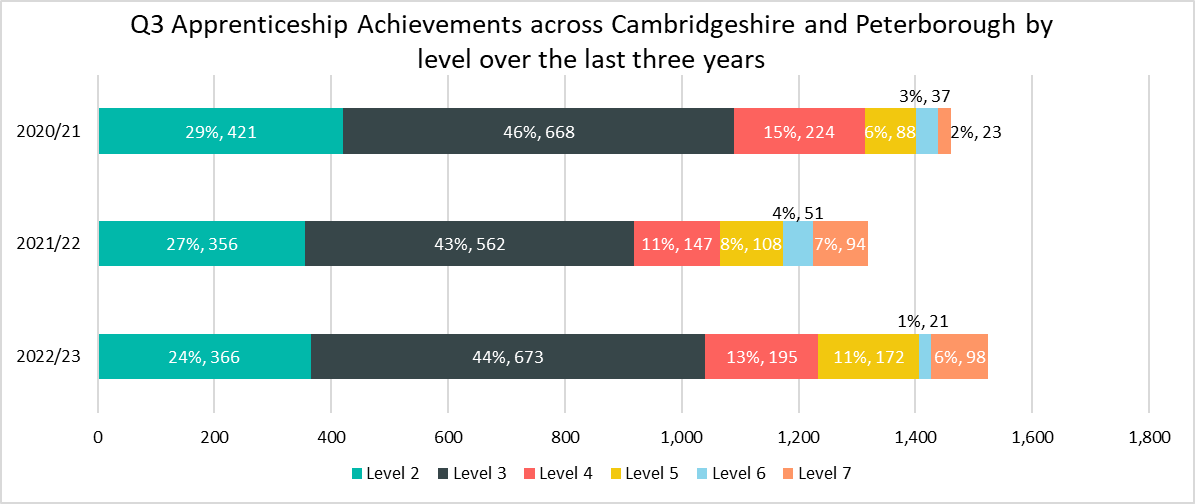 Q3 Apprenticeship Achievements across Cambridgeshire and Peterborough by
level over the last three years
3%, 37
2020/21 29%, 421 46%, 668 15%, 224 6%, 88 2%, 23
4%, 51
2021/22 27%, 356 43%, 562 11%, 147 8%, 108 7%, 94
1%, 21
2022/23 24%, 366 44%, 673 13%, 195 11%, 172 6%, 98
0 200 400 600 800 1,000 1,200 1,400 1,600 1,800
Level 2 Level 3 Level 4 Level 5 Level 6 Level 7